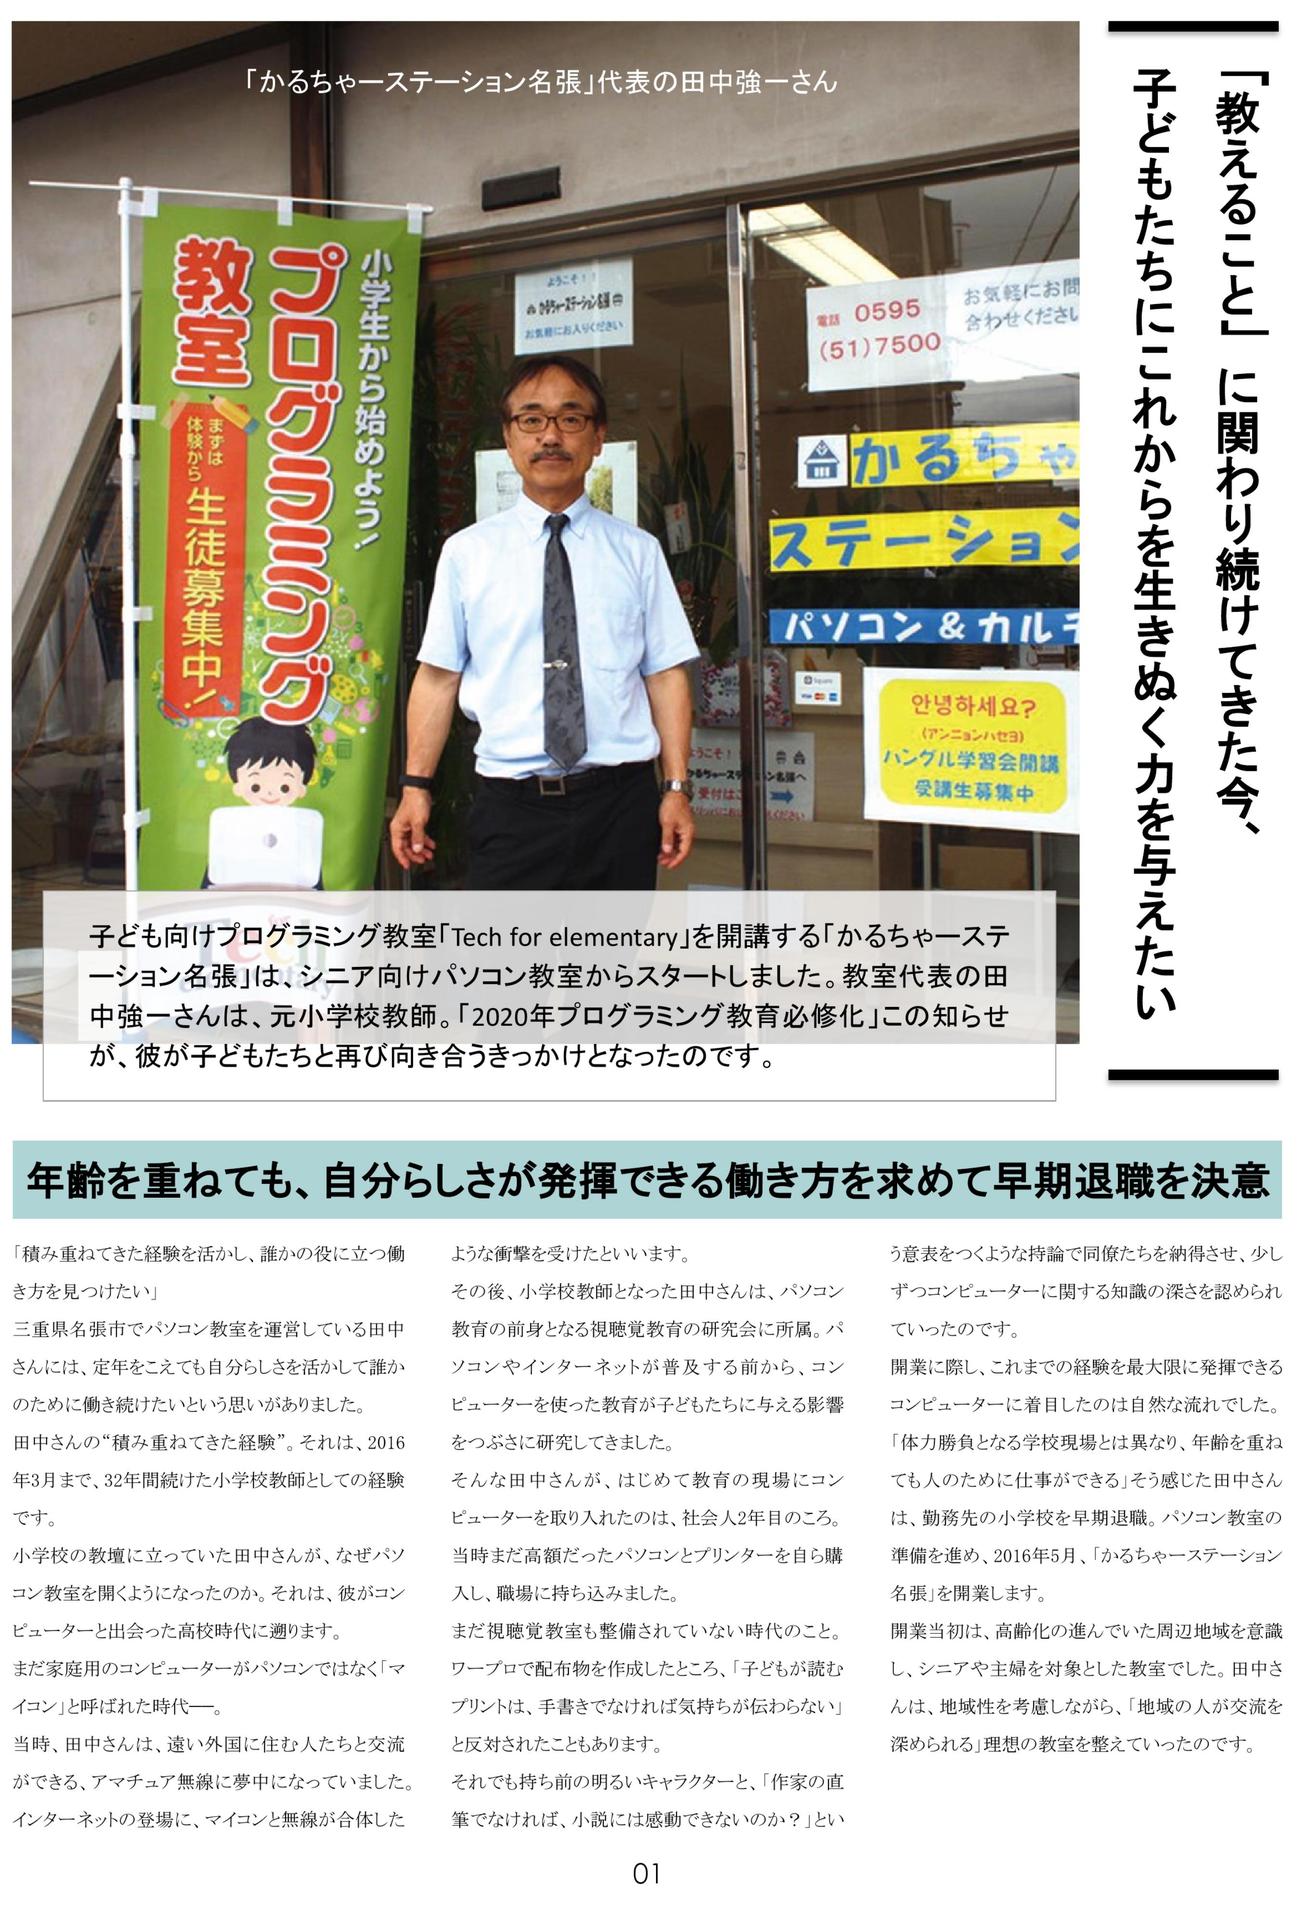 「教えること」に関わり続けてきた今、
子どもたちにこれからを生きぬく力を与えたい
「かるちゃーステーション名張」代表の田中強一さん
小学生から始めよう!
プログラミング
教室
まずは
体験から
生徒募集中!
ようこそ!!
かるちゃーステーション名張
お気軽にお入りください
電話 0595
(51)7500
お気軽にお問
合わせください
かるちゃ
ステーション
パソコン&カルチ
Square
안녕하세요?
(アンニョンハセヨ)
ハングル学習会開講
受講生募集中
ようこそ!
かるちゃーステーション名張へ
受付はこ
子ども向けプログラミング教室「Tech for elementary」を開講する「かるちゃーステ
ーション名張」は、シニア向けパソコン教室からスタートしました。教室代表の田
中強一さんは、元小学校教師。「2020年プログラミング教育必修化」この知らせ
が、彼が子どもたちと再び向き合うきっかけとなったのです。
年齢を重ねても、自分らしさが発揮できる働き方を求めて早期退職を決意
「積み重ねてきた経験を活かし、誰かの役に立つ働
き方を見つけたい」
三重県名張市でパソコン教室を運営している田中
さんには、定年をこえても自分らしさを活かして誰か
のために働き続けたいという思いがありました。
田中さんの“積み重ねてきた経験”。それは、2016
年3月まで、32年間続けた小学校教師としての経験
です。
小学校の教壇に立っていた田中さんが、なぜパソ
コン教室を開くようになったのか。それは、彼がコン
ピューターと出会った高校時代に遡ります。
まだ家庭用のコンピューターがパソコンではなく「マ
イコン」と呼ばれた時代──。
当時、田中さんは、遠い外国に住む人たちと交流
ができる、アマチュア無線に夢中になっていました。
インターネットの登場に、マイコンと無線が合体した
ような衝撃を受けたといいます。
その後、小学校教師となった田中さんは、パソコン
教育の前身となる視聴覚教育の研究会に所属。パ
ソコンやインターネットが普及する前から、コン
ピューターを使った教育が子どもたちに与える影響
をつぶさに研究してきました。
そんな田中さんが、はじめて教育の現場にコン
ピューターを取り入れたのは、社会人2年目のころ。
当時まだ高額だったパソコンとプリンターを自ら購
入し、職場に持ち込みました。
まだ視聴覚教室も整備されていない時代のこと。
ワープロで配布物を作成したところ、「子どもが読む
プリントは、手書きでなければ気持ちが伝わらない」
と反対されたこともあります。
それでも持ち前の明るいキャラクターと、「作家の直
筆でなければ、小説には感動できないのか?」とい
う意表をつくような持論で同僚たちを納得させ、少し
ずつコンピューターに関する知識の深さを認められ
ていったのです。
開業に際し、これまでの経験を最大限に発揮できる
コンピューターに着目したのは自然な流れでした。
「体力勝負となる学校現場とは異なり、年齢を重ね
ても人のために仕事ができる」そう感じた田中さん
は、勤務先の小学校を早期退職。パソコン教室の
準備を進め、2016年5月、「かるちゃーステーション
名張」を開業します。
開業当初は、高齢化の進んでいた周辺地域を意識
し、シニアや主婦を対象とした教室でした。田中さ
んは、地域性を考慮しながら、「地域の人が交流を
深められる」理想の教室を整えていったのです。
01